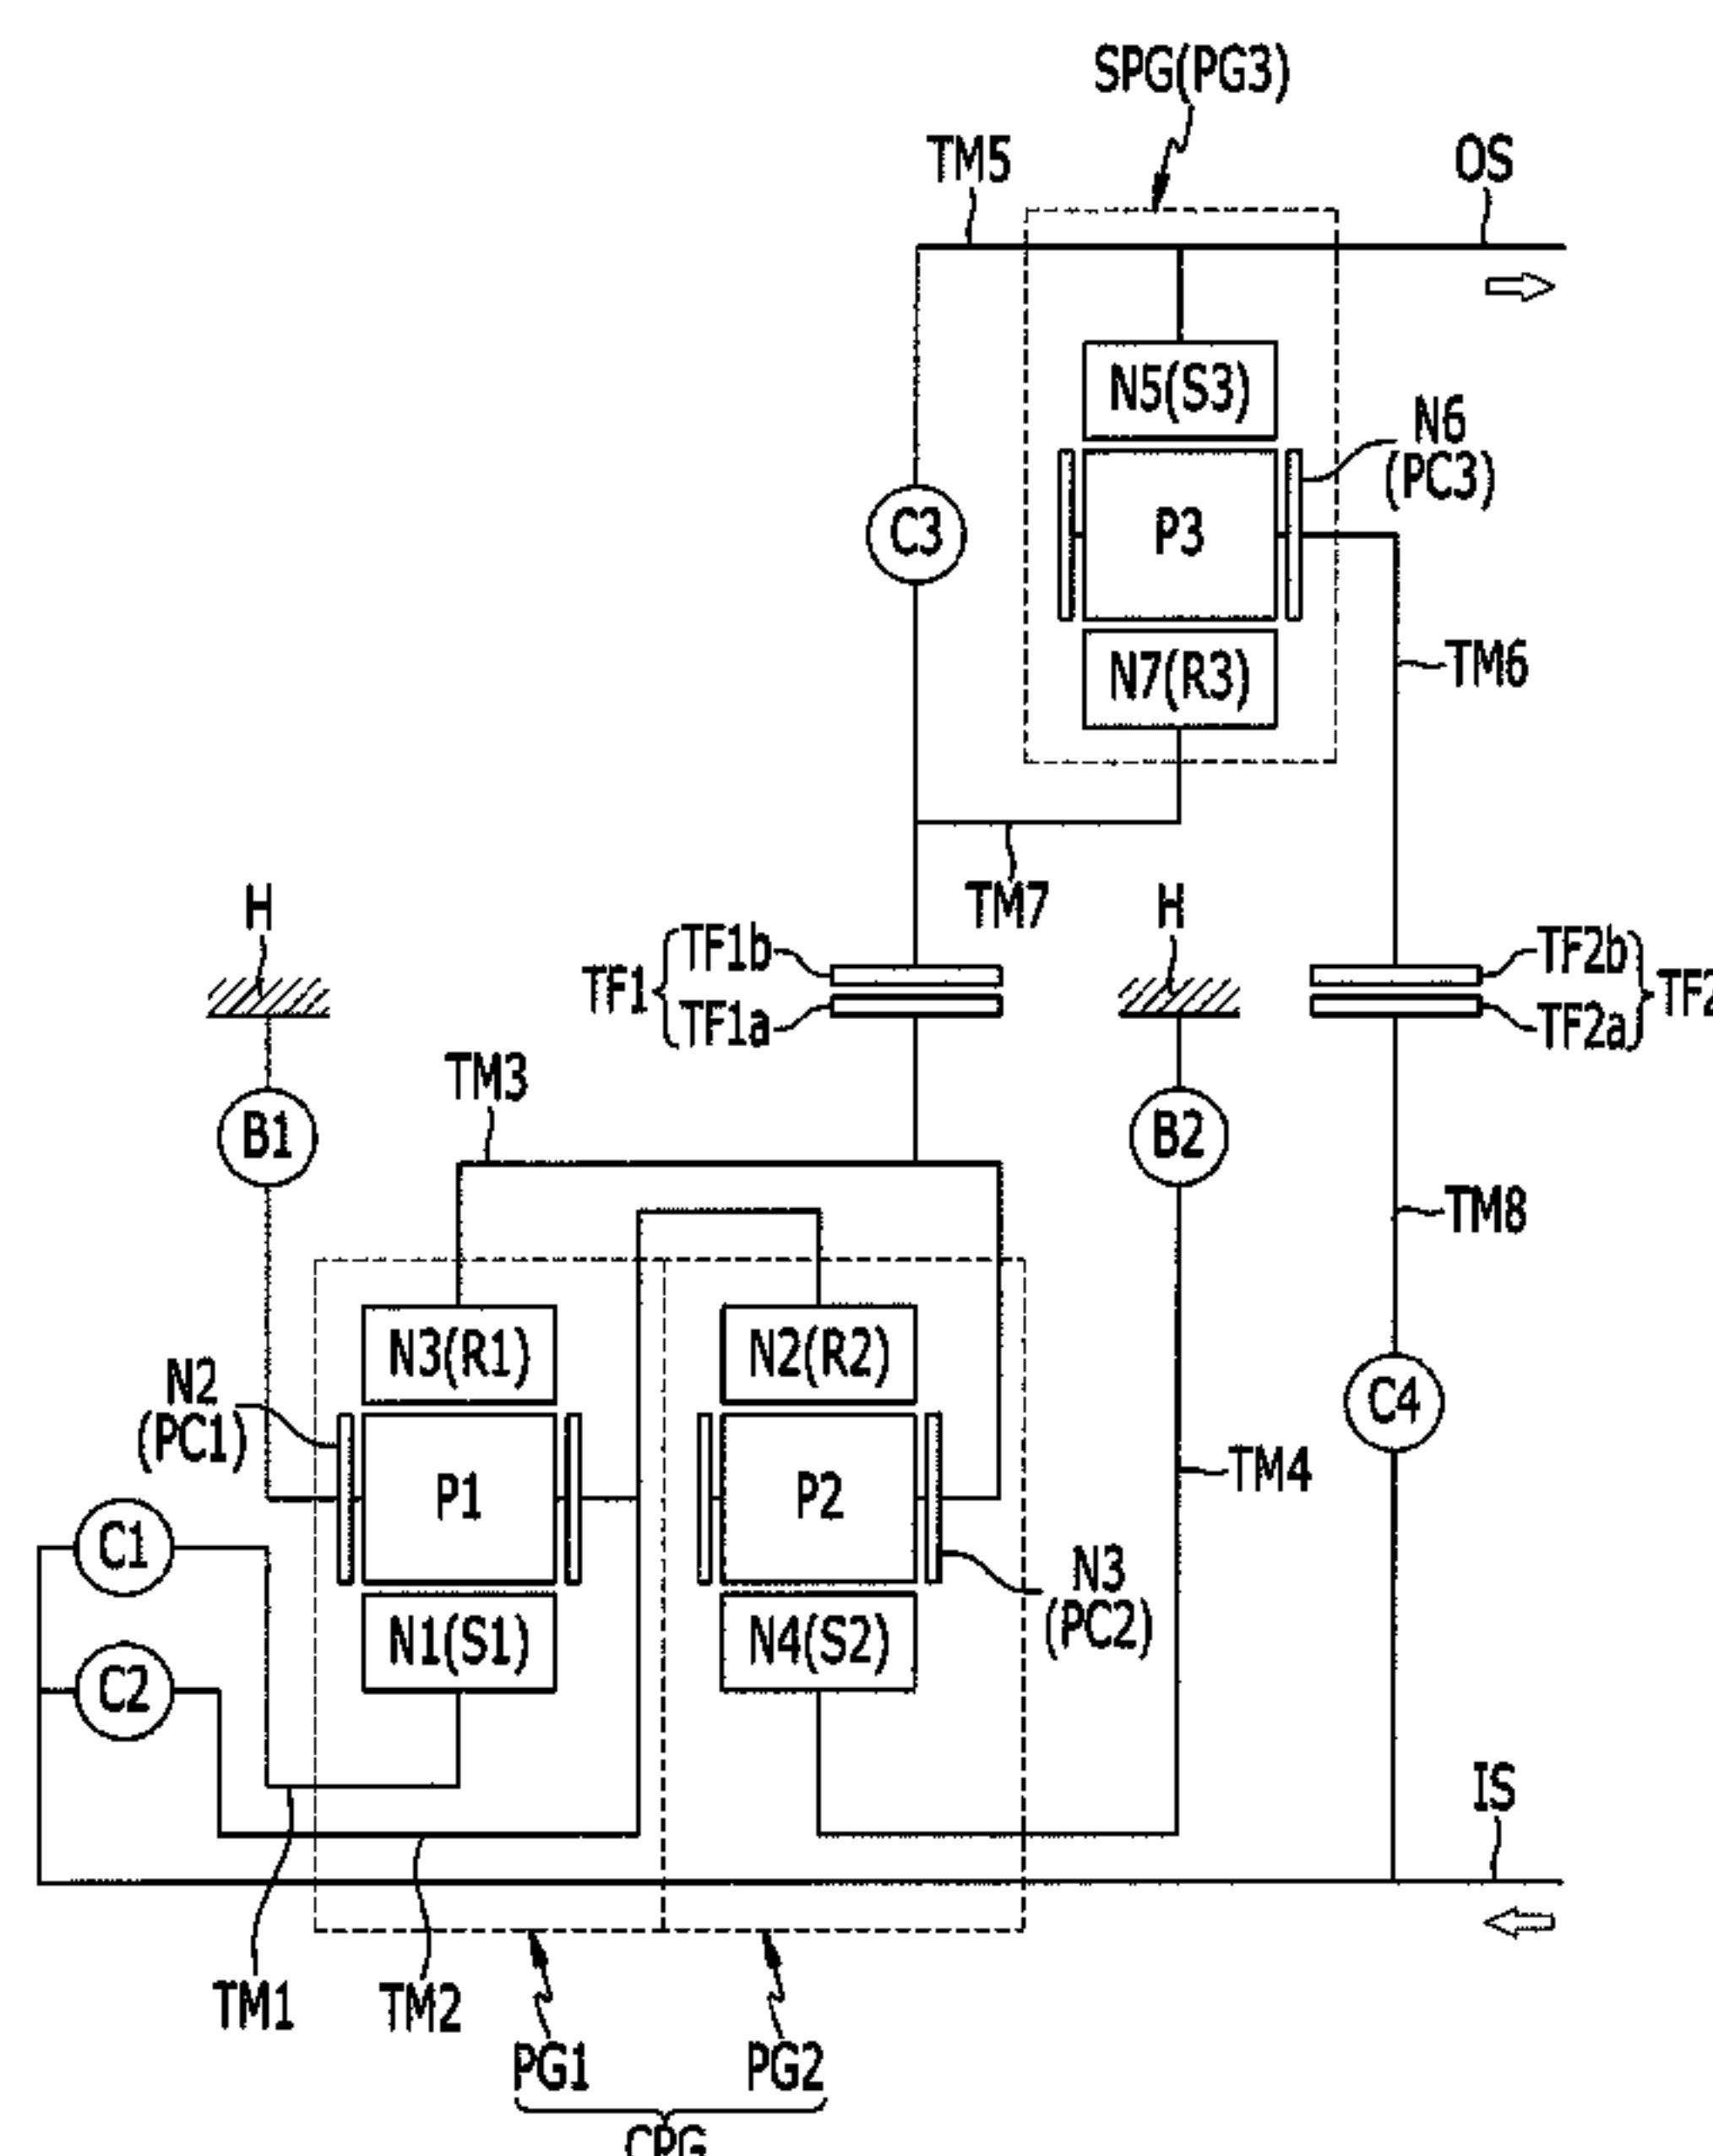 SPG(PG3)
TM5
OS
N5(S3)
N6
(PC3)
C3
P3
N7(R3)
TM6
TM7
H
H
TF1b
TF1
TF1a
TF2b
TF2
TF2a
TM3
B1
B2
TM8
N3(R1)
N2(R2)
N2
(PC1)
C4
P1
P2
TM4
C1
N3
(PC2)
N1(S1)
N4(S2)
C2
IS
TM1
TM2
PG1
PG2
CPG